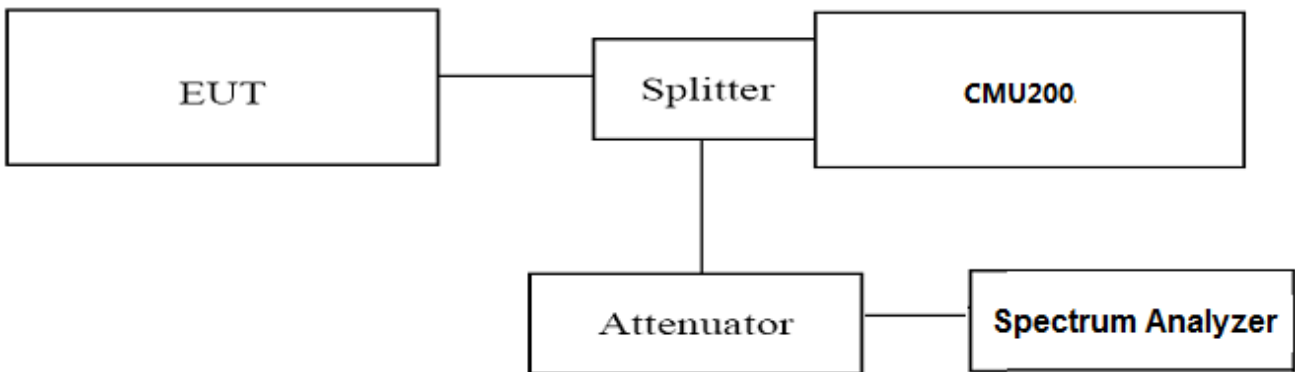 EUT
Splitter
CMU200
Attenuator
Spectrum Analyzer